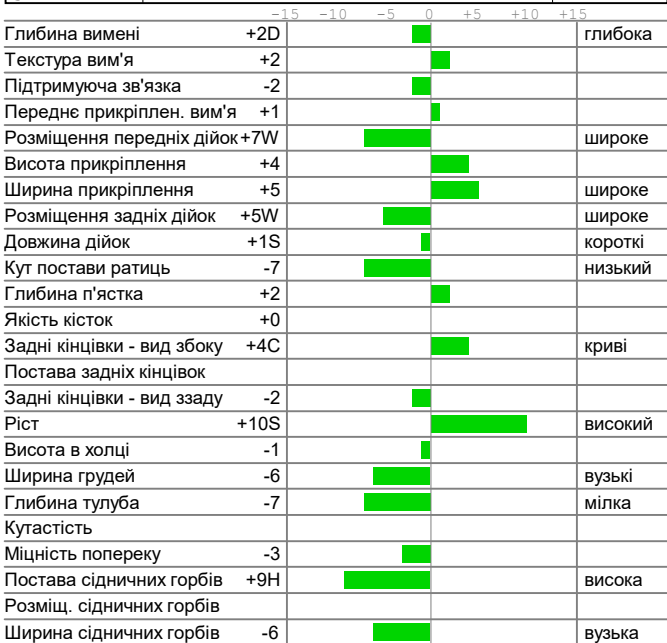 -15 -10 -5 0 +5 +10 +15
Глибина вимені +2D глибока
Текстура вим'я +2
Підтримуюча зв'язка -2
Переднє прикріплен. вим'я +1
Розміщення передніх дійок +7W широке
Висота прикріплення +4
Ширина прикріплення +5 широке
Розміщення задніх дійок +5W широке
Довжина дійок +1S короткі
Кут постави ратиць -7 низький
Глибина п'ястка +2
Якість кісток +0
Задні кінцівки - вид збоку +4C криві
Постава задніх кінцівок
Задні кінцівки - вид ззаду -2
Ріст +10S високий
Висота в холці -1
Ширина грудей -6 вузькі
Глибина тулуба -7 мілка
Кутастість
Міцність попереку -3
Постава сідничних горбів +9H висока
Розміщ. сідничних горбів
Ширина сідничних горбів -6 вузька